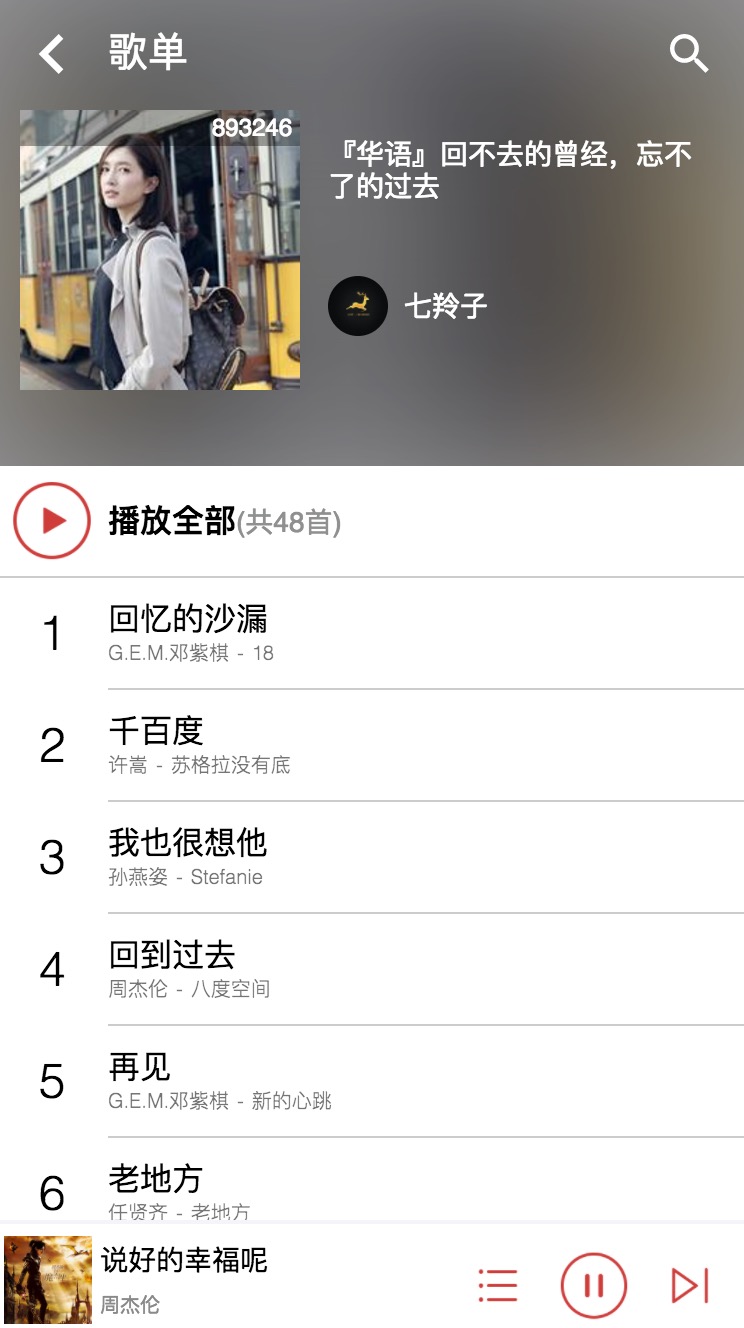 歌单
893246
『华语』回不去的曾经，忘不
了的过去
七羚子
播放全部(共48首)
1
回忆的沙漏
G.E.M.邓紫棋 - 18
2
千百度
许嵩 - 苏格拉没有底
3
我也很想他
孙燕姿 - Stefanie
4
回到过去
周杰伦 - 八度空间
5
再见
G.E.M.邓紫棋 - 新的心跳
6
老地方
任贤齐 - 老地方
说好的幸福呢
周杰伦